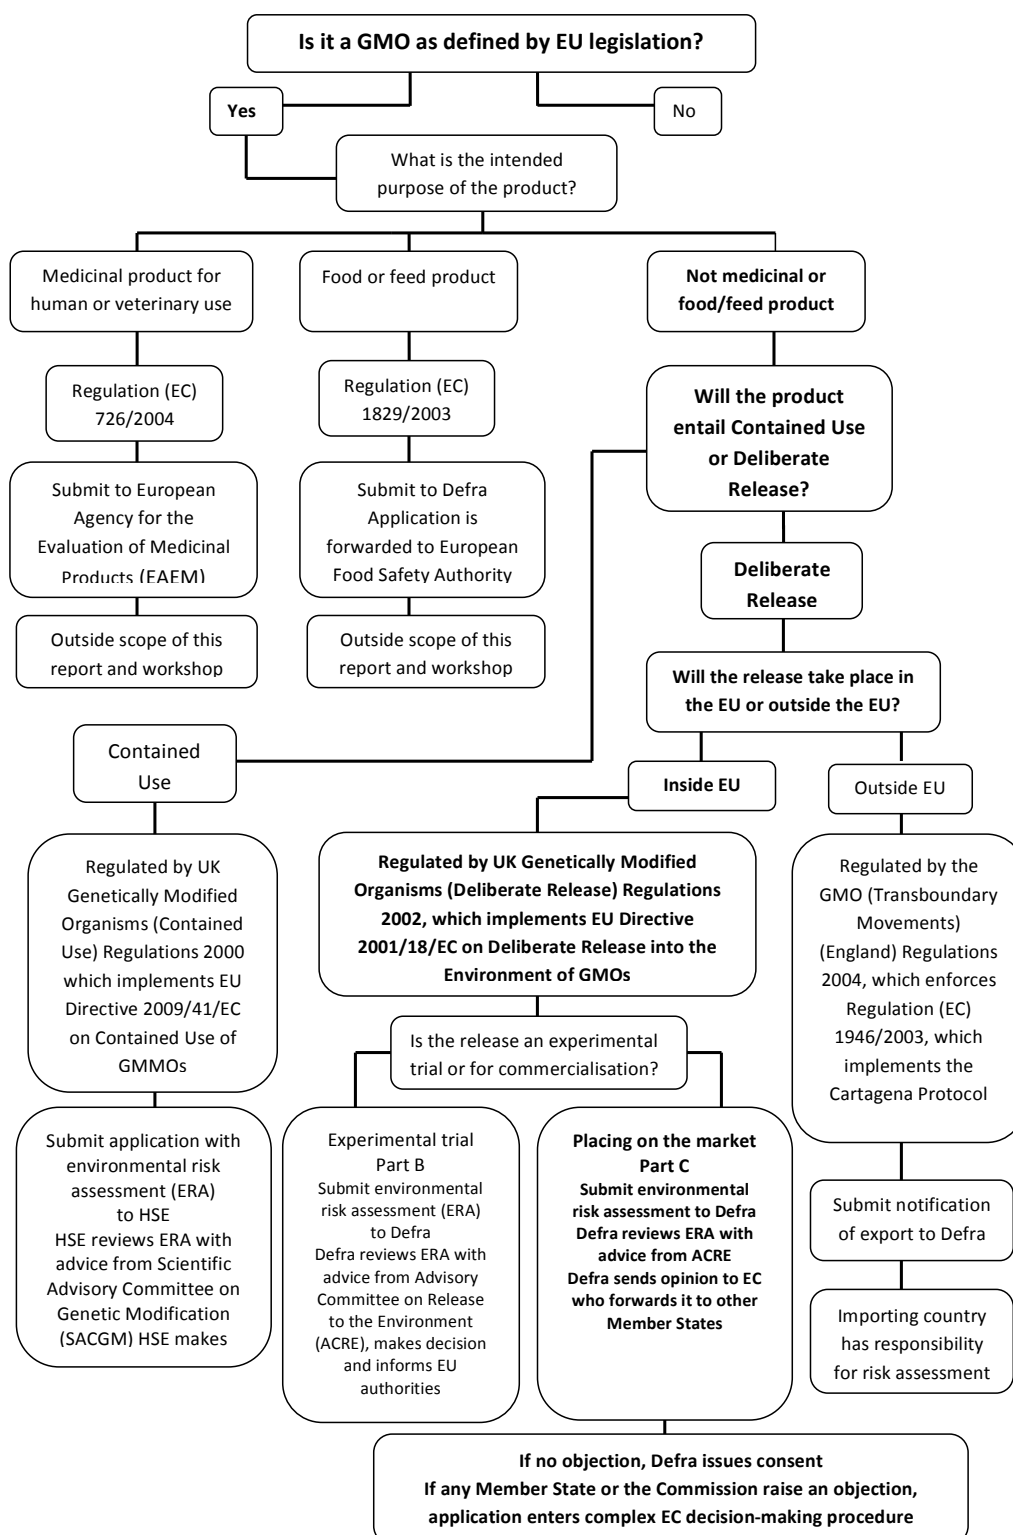 Is it a GMO as defined by EU legislation?
Yes
No
What is the intended
purpose of the product?
Medicinal product for
human or veterinary use
Food or feed product
Not medicinal or
food/feed product
Regulation (EC)
726/2004
Regulation (EC)
1829/2003
Will the product
entail Contained Use
or Deliberate
Release?
Submit to European
Agency for the
Evaluation of Medicinal
Products (EAEM)
Submit to Defra
Application is
forwarded to European
Food Safety Authority
Deliberate
Release
Outside scope of this
report and workshop
Outside scope of this
report and workshop
Will the release take place in
the EU or outside the EU?
Contained
Use
Inside EU
Outside EU
Regulated by UK
Genetically Modified
Organisms (Contained
Use) Regulations 2000
which implements EU
Directive 2009/41/EC
on Contained Use of
GMMOs
Regulated by UK Genetically Modified
Organisms (Deliberate Release) Regulations
2002, which implements EU Directive
2001/18/EC on Deliberate Release into the
Environment of GMOs
Regulated by the
GMO (Transboundary
Movements)
(England) Regulations
2004, which enforces
Regulation (EC)
1946/2003, which
implements the
Cartagena Protocol
Is the release an experimental
trial or for commercialisation?
Submit application with
environmental risk
assessment (ERA)
to HSE
HSE reviews ERA with
advice from Scientific
Advisory Committee on
Genetic Modification
(SACGM) HSE makes
Experimental trial
Part B
Submit environmental
risk assessment (ERA)
to Defra
Defra reviews ERA with
advice from Advisory
Committee on Release
to the Environment
(ACRE), makes decision
and informs EU
authorities
Placing on the market
Part C
Submit environmental
risk assessment to Defra
Defra reviews ERA with
advice from ACRE
Defra sends opinion to EC
who forwards it to other
Member States
Submit notification
of export to Defra
Importing country
has responsibility
for risk assessment
If no objection, Defra issues consent
If any Member State or the Commission raise an objection,
application enters complex EC decision-making procedure